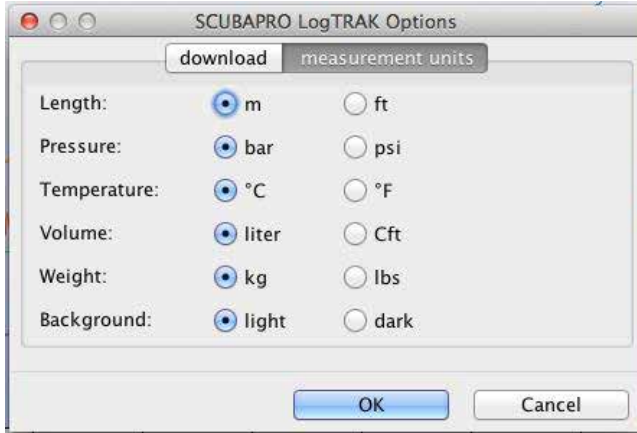 SCUBAPRO LogTRAK Options
download measurement units
Length: m ft
Pressure: bar psi
Temperature: °C °F
Volume: liter Cft
Weight: kg lbs
Background: light dark
OK Cancel